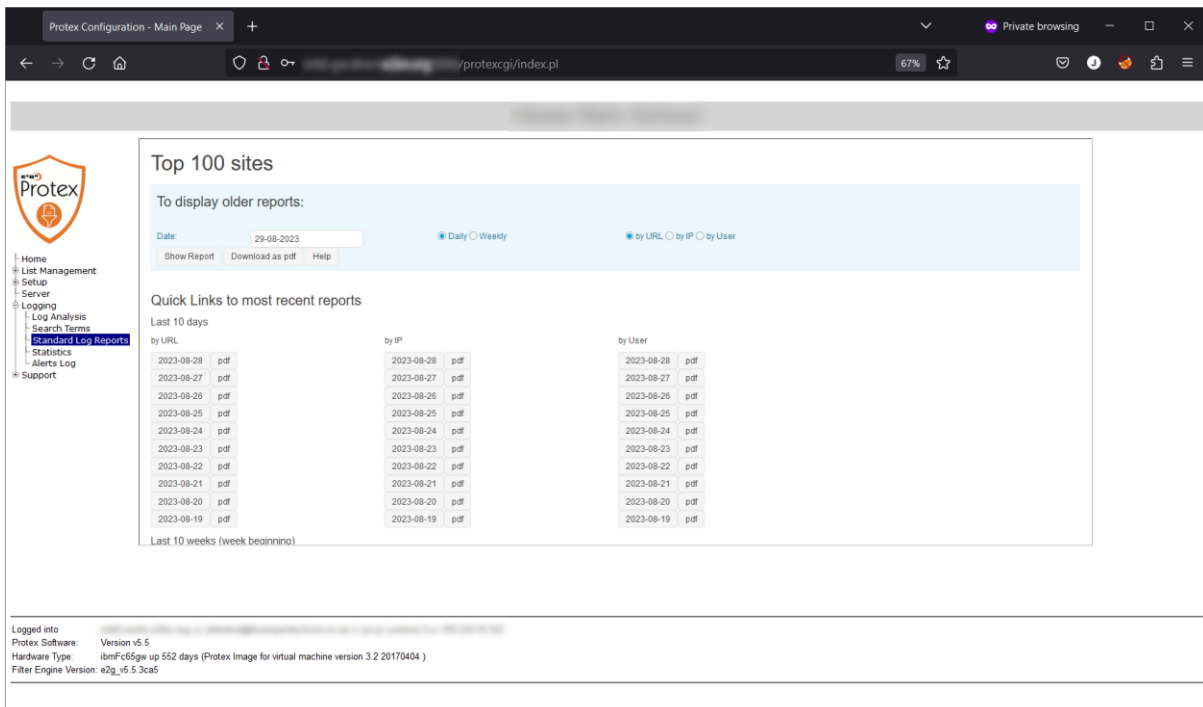 Protex Configuration - Main Page
Private browsing
/protexcgi/index.pl
67%
J
Protex
Home
List Management
Setup
Server
Logging
Log Analysis
Search Terms
Standard Log Reports
Statistics
Alerts Log
Support
Top 100 sites
To display older reports:
Date: 29-08-2023 Daily Weekly by URL by IP by User
Show Report Download as pdf Help
Quick Links to most recent reports
Last 10 days
by URL by IP by User
2023-08-28 pdf 2023-08-28 pdf 2023-08-28 pdf
2023-08-27 pdf 2023-08-27 pdf 2023-08-27 pdf
2023-08-26 pdf 2023-08-26 pdf 2023-08-26 pdf
2023-08-25 pdf 2023-08-25 pdf 2023-08-25 pdf
2023-08-24 pdf 2023-08-24 pdf 2023-08-24 pdf
2023-08-23 pdf 2023-08-23 pdf 2023-08-23 pdf
2023-08-22 pdf 2023-08-22 pdf 2023-08-22 pdf
2023-08-21 pdf 2023-08-21 pdf 2023-08-21 pdf
2023-08-20 pdf 2023-08-20 pdf 2023-08-20 pdf
2023-08-19 pdf 2023-08-19 pdf 2023-08-19 pdf
Last 10 weeks (week beginning)
Logged into
Protex Software: Version v5.5
Hardware Type: ibmFc65gw up 552 days (Protex Image for virtual machine version 3.2 20170404 )
Filter Engine Version: e2g_v5.5.3ca5